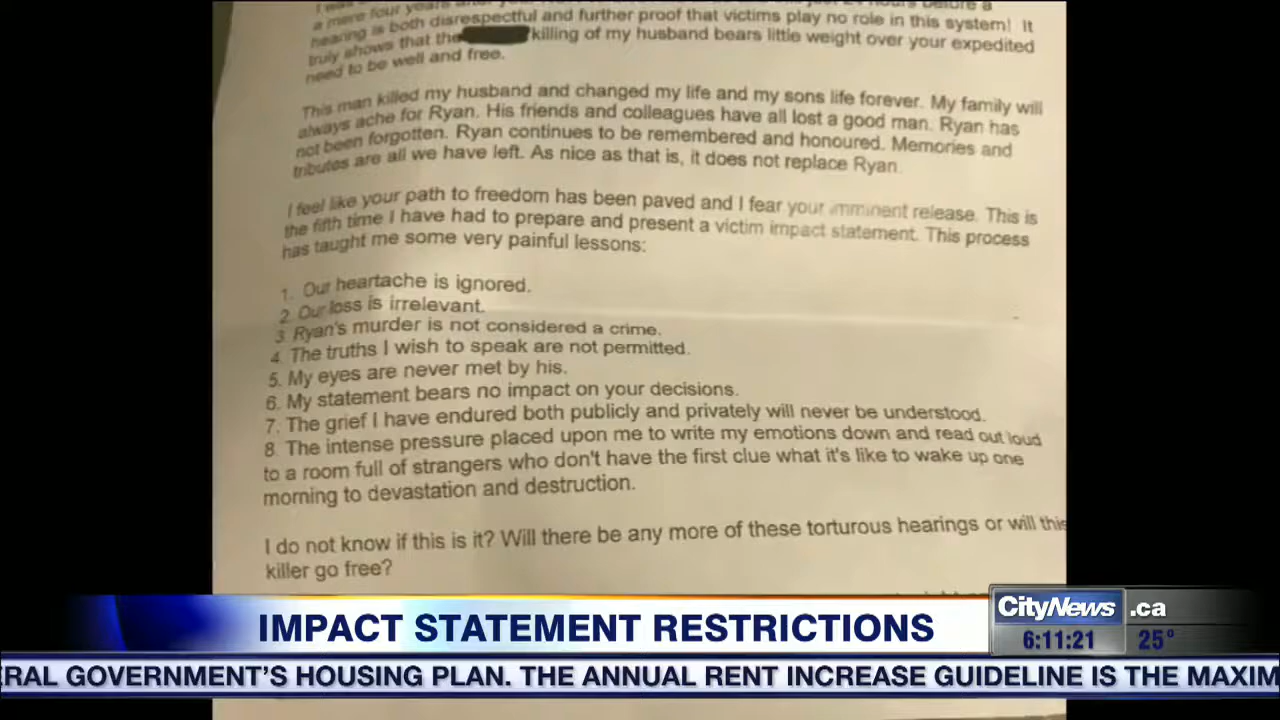 a mere four years
hearing is both disrespectful and further proof that victims play no role in this system! It
truly shows that the killing of my husband bears little weight over your expedited
need to be well and free.
This man killed my husband and changed my life and my sons life forever. My family will
always ache for Ryan. His friends and colleagues have all lost a good man. Ryan has
not been forgotten. Ryan continues to be remembered and honoured. Memories and
tributes are all we have left. As nice as that is, it does not replace Ryan.
I feel like your path to freedom has been paved and I fear your imminent release. This is
the fifth time I have had to prepare and present a victim impact statement. This process
has taught me some very painful lessons:
1. Our heartache is ignored.
2. Our loss is irrelevant.
3. Ryan's murder is not considered a crime.
4. The truths I wish to speak are not permitted.
5. My eyes are never met by his.
6. My statement bears no impact on your decisions.
7. The grief I have endured both publicly and privately will never be understood.
8. The intense pressure placed upon me to write my emotions down and read out loud
to a room full of strangers who don't have the first clue what it's like to wake up one
morning to devastation and destruction.
I do not know if this is it? Will there be any more of these torturous hearings or will this
killer go free?
IMPACT STATEMENT RESTRICTIONS
CityNews .ca
6:11:21 25°
ERAL GOVERNMENT'S HOUSING PLAN. THE ANNUAL RENT INCREASE GUIDELINE IS THE MAXIM